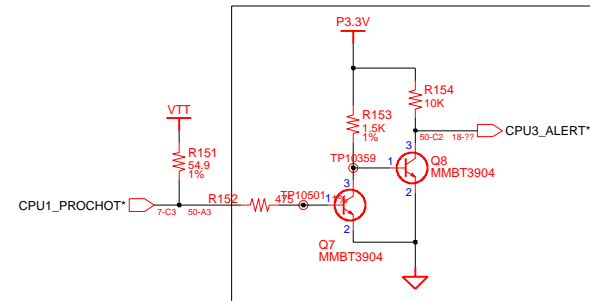 P3.3V
R154
10K
VTT
R153
1.5K
1%
50-C2 18-??
CPU3_ALERT*
R151
54.9
1%
TP10359
3
1
Q8
MMBT3904
2
CPU1_PROCHOT*
7-C3 50-A3
R152
475
TP10501
1%
3
1
2
Q7
MMBT3904